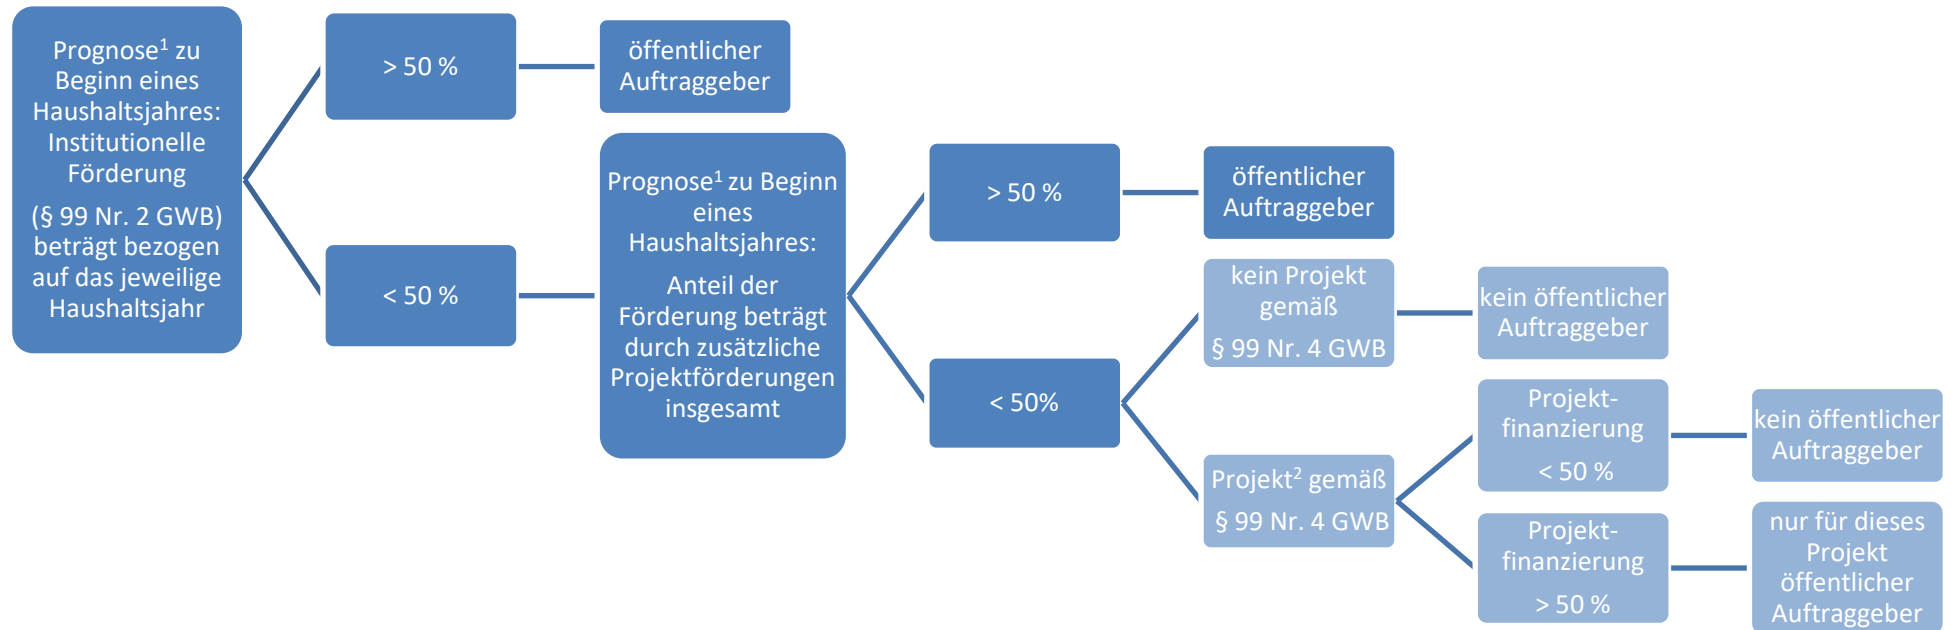 Prognose¹ zu
Beginn eines
Haushaltsjahres:
Institutionelle
Förderung
(§ 99 Nr. 2 GWB)
beträgt bezogen
auf das jeweilige
Haushaltsjahr
> 50 %
öffentlicher
Auftraggeber
< 50 %
Prognose¹ zu Beginn
eines
Haushaltsjahres:
Anteil der
Förderung beträgt
durch zusätzliche
Projektförderungen
insgesamt
> 50 %
öffentlicher
Auftraggeber
< 50%
kein Projekt
gemäß
§ 99 Nr. 4 GWB
kein öffentlicher
Auftraggeber
Projekt² gemäß
§ 99 Nr. 4 GWB
Projekt-
finanzierung
< 50 %
kein öffentlicher
Auftraggeber
Projekt-
finanzierung
> 50 %
nur für dieses
Projekt
öffentlicher
Auftraggeber